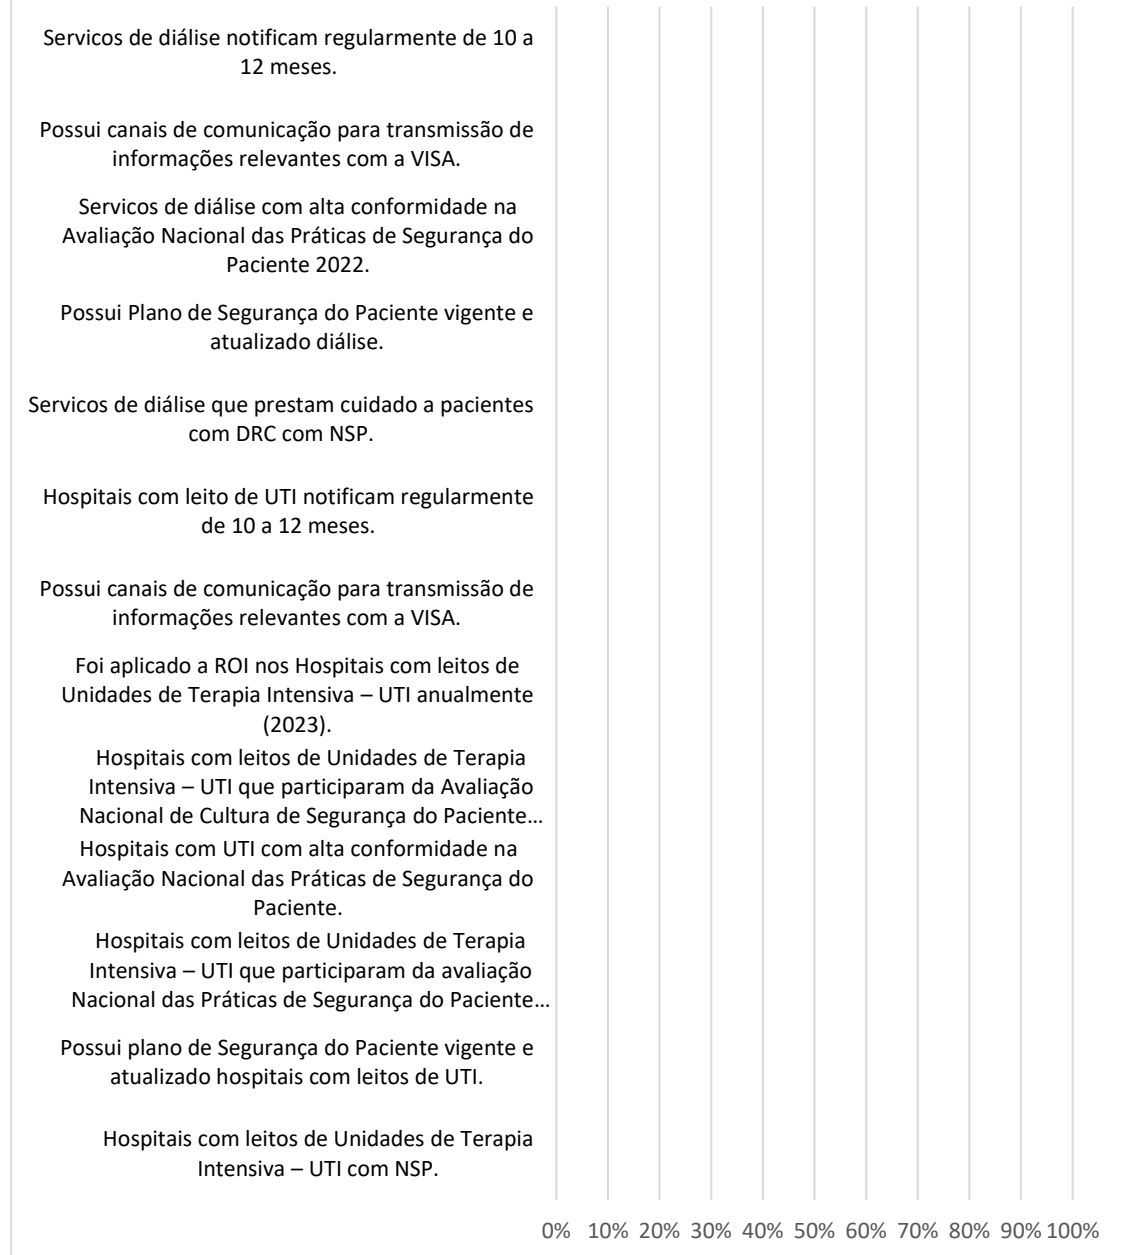 Servicos de diálise notificam regularmente de 10 a
12 meses.
Possui canais de comunicação para transmissão de
informações relevantes com a VISA.
Servicos de diálise com alta conformidade na
Avaliação Nacional das Práticas de Segurança do
Paciente 2022.
Possui Plano de Segurança do Paciente vigente e
atualizado diálise.
Servicos de diálise que prestam cuidado a pacientes
com DRC com NSP.
Hospitais com leito de UTI notificam regularmente
de 10 a 12 meses.
Possui canais de comunicação para transmissão de
informações relevantes com a VISA.
Foi aplicado a ROI nos Hospitais com leitos de
Unidades de Terapia Intensiva – UTI anualmente
(2023).
Hospitais com leitos de Unidades de Terapia
Intensiva – UTI que participaram da Avaliação
Nacional de Cultura de Segurança do Paciente...
Hospitais com UTI com alta conformidade na
Avaliação Nacional das Práticas de Segurança do
Paciente.
Hospitais com leitos de Unidades de Terapia
Intensiva – UTI que participaram da avaliação
Nacional das Práticas de Segurança do Paciente...
Possui plano de Segurança do Paciente vigente e
atualizado hospitais com leitos de UTI.
Hospitais com leitos de Unidades de Terapia
Intensiva – UTI com NSP.
0% 10% 20% 30% 40% 50% 60% 70% 80% 90% 100%